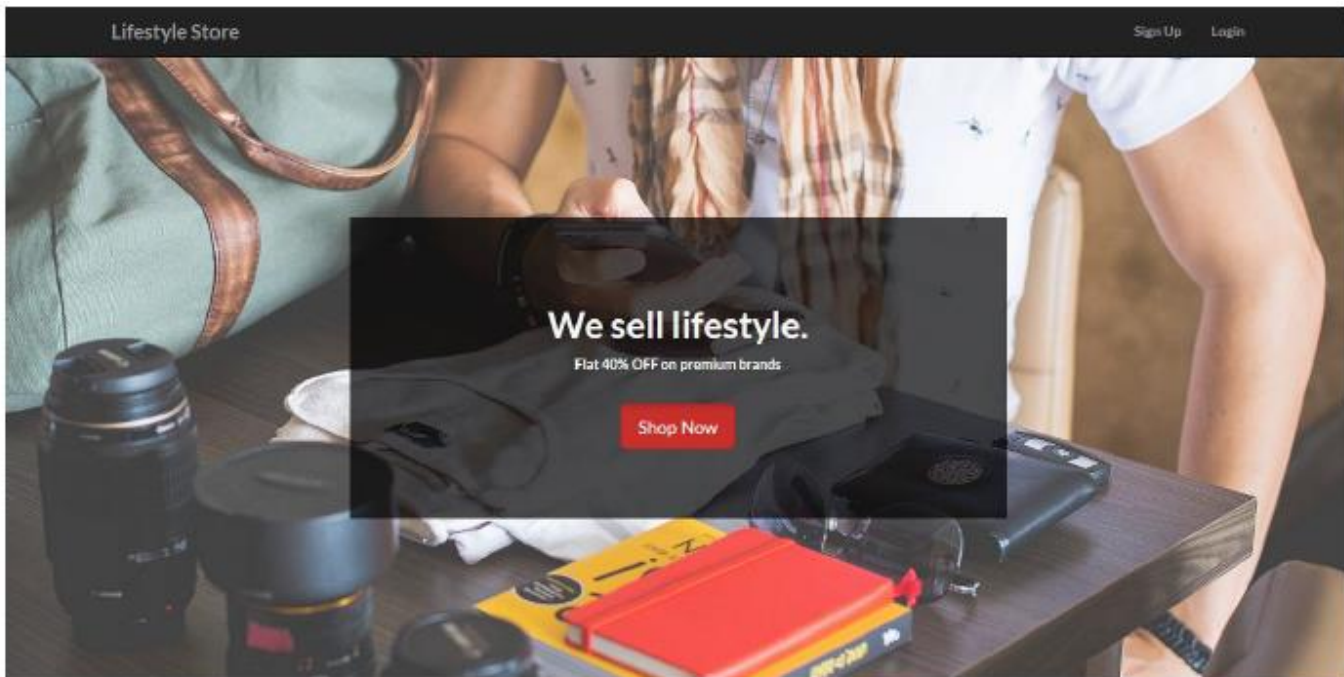 Lifestyle Store
Sign Up Login
We sell lifestyle.
Flat 40% OFF on premium brands
Shop Now